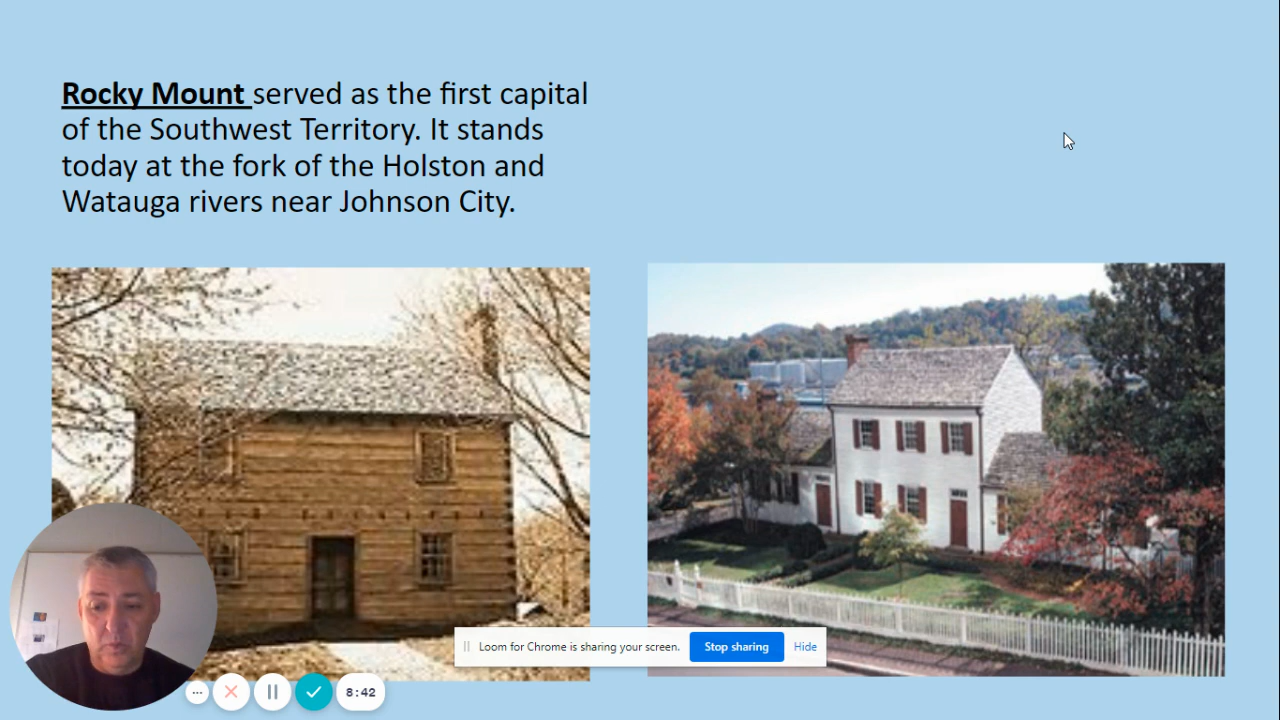 Rocky Mount served as the first capital
of the Southwest Territory. It stands
today at the fork of the Holston and
Watauga rivers near Johnson City.
Loom for Chrome is sharing your screen.
Stop sharing
Hide
8:42